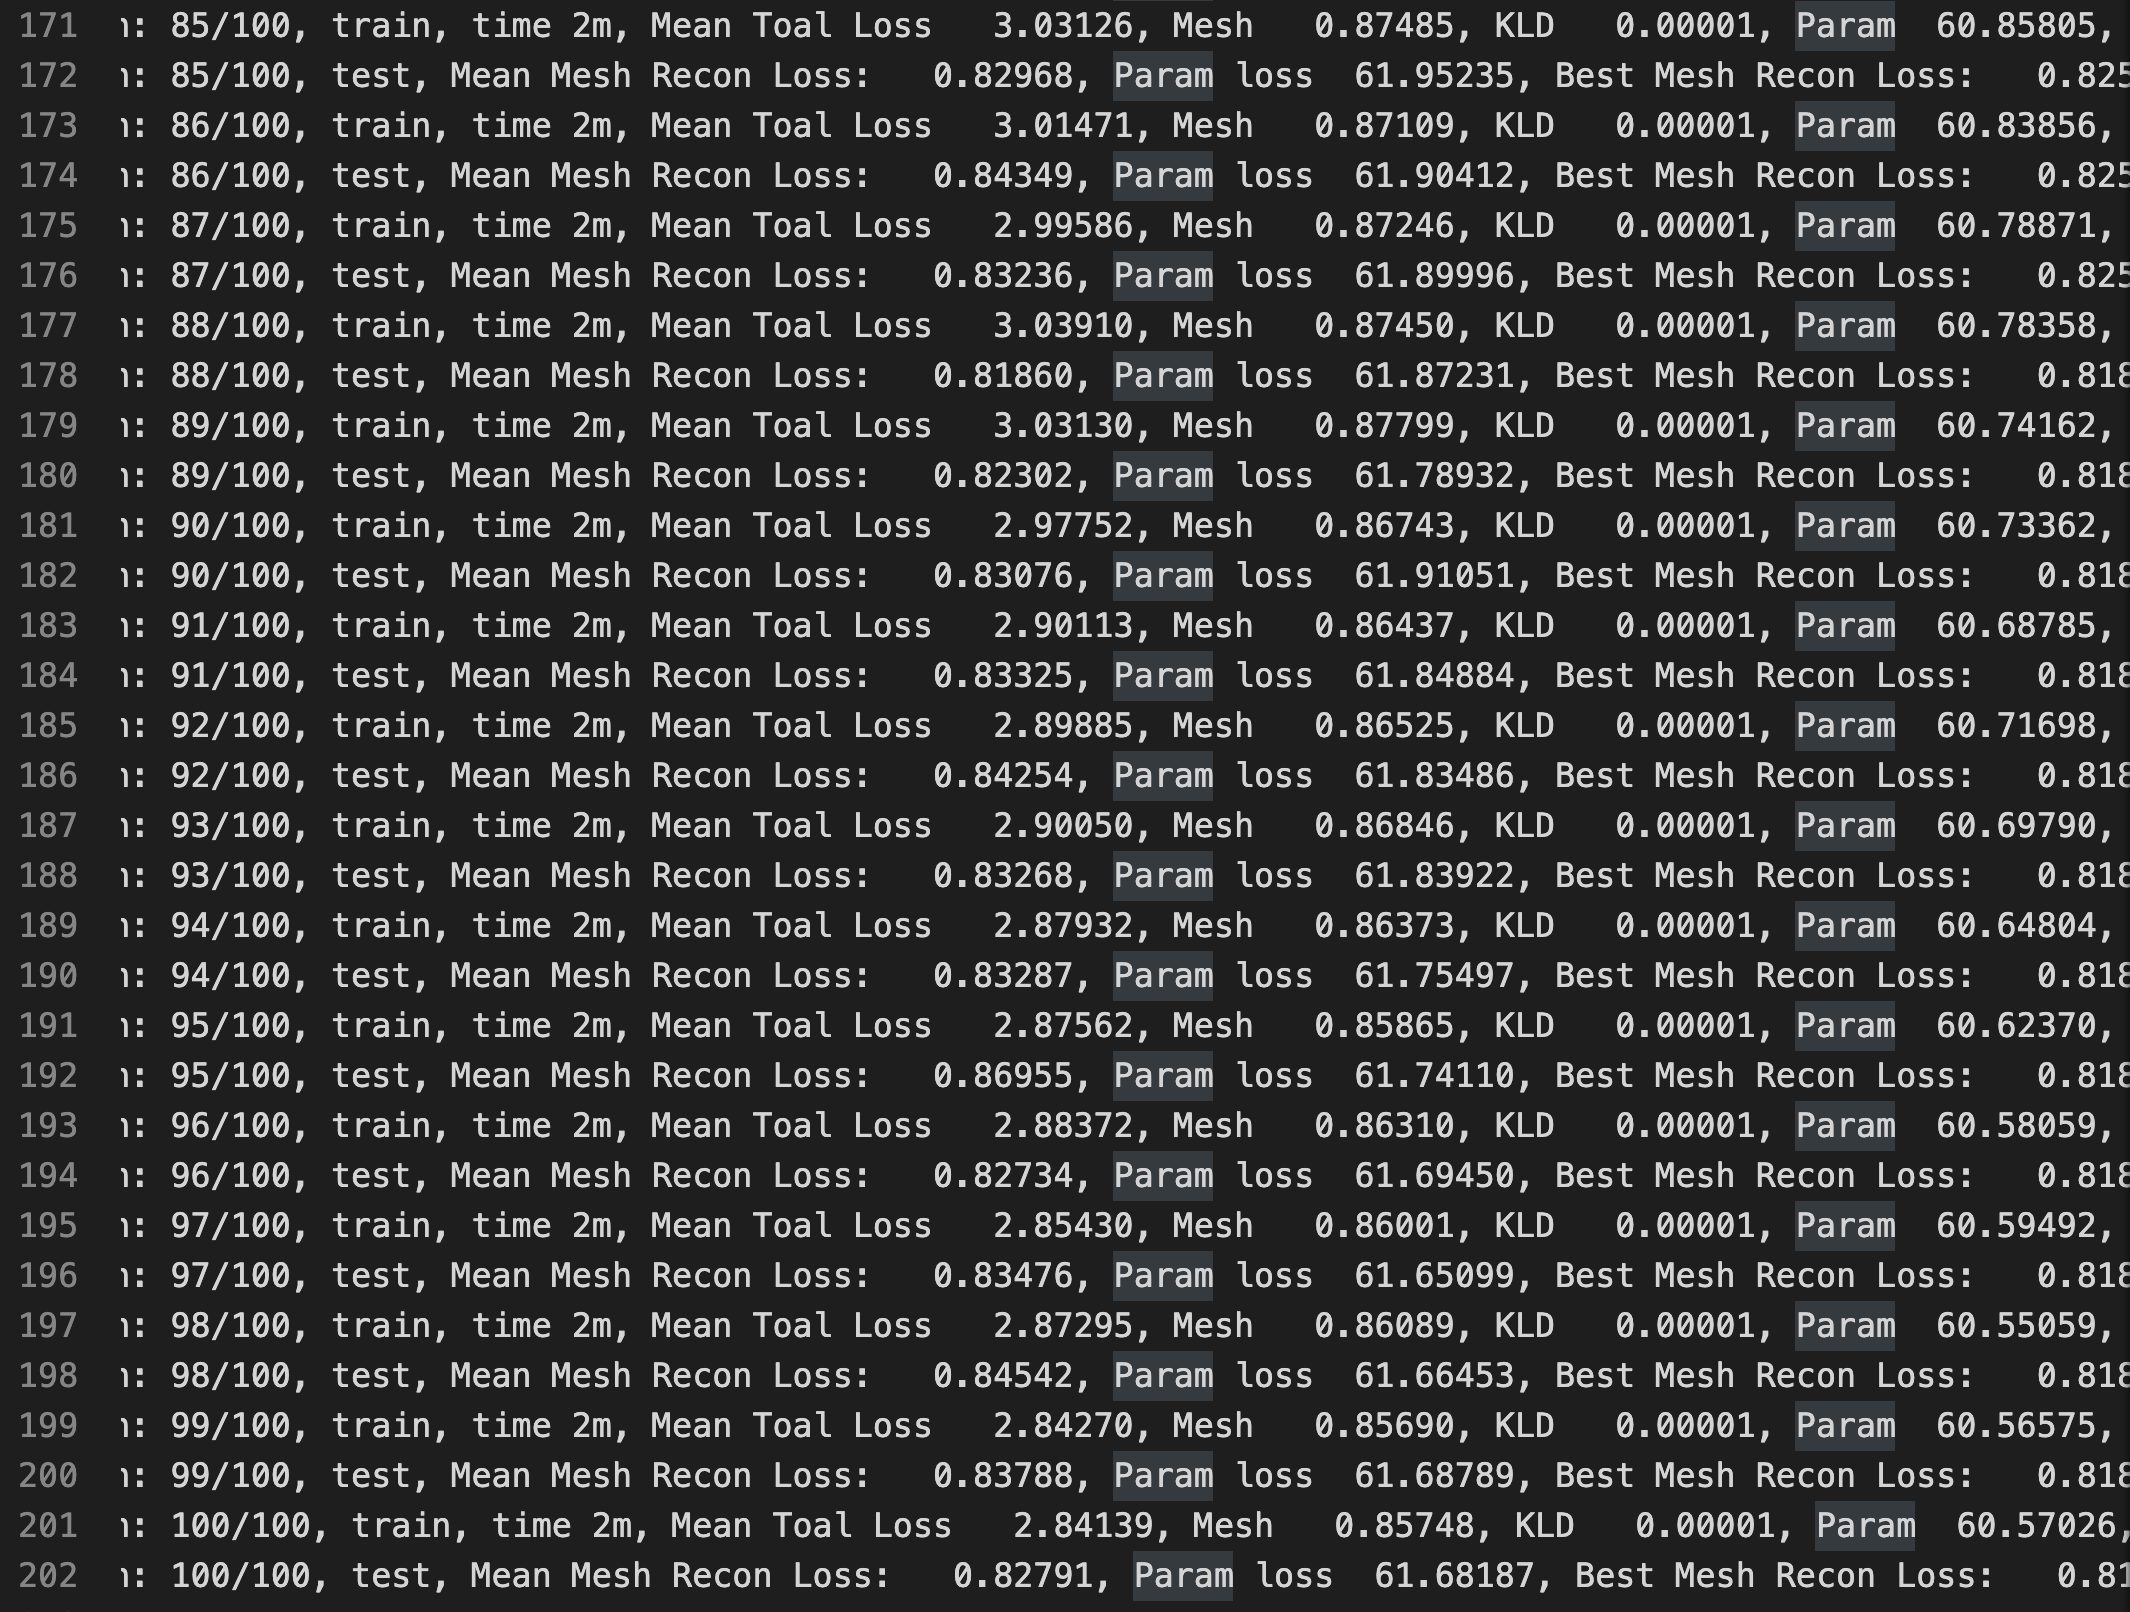 171 n: 85/100, train, time 2m, Mean Toal Loss 3.03126, Mesh 0.87485, KLD 0.00001, Param 60.85805,
172 n: 85/100, test, Mean Mesh Recon Loss: 0.82968, Param loss 61.95235, Best Mesh Recon Loss: 0.825
173 n: 86/100, train, time 2m, Mean Toal Loss 3.01471, Mesh 0.87109, KLD 0.00001, Param 60.83856,
174 n: 86/100, test, Mean Mesh Recon Loss: 0.84349, Param loss 61.90412, Best Mesh Recon Loss: 0.825
175 n: 87/100, train, time 2m, Mean Toal Loss 2.99586, Mesh 0.87246, KLD 0.00001, Param 60.78871,
176 n: 87/100, test, Mean Mesh Recon Loss: 0.83236, Param loss 61.89996, Best Mesh Recon Loss: 0.825
177 n: 88/100, train, time 2m, Mean Toal Loss 3.03910, Mesh 0.87450, KLD 0.00001, Param 60.78358,
178 n: 88/100, test, Mean Mesh Recon Loss: 0.81860, Param loss 61.87231, Best Mesh Recon Loss: 0.818
179 n: 89/100, train, time 2m, Mean Toal Loss 3.03130, Mesh 0.87799, KLD 0.00001, Param 60.74162,
180 n: 89/100, test, Mean Mesh Recon Loss: 0.82302, Param loss 61.78932, Best Mesh Recon Loss: 0.818
181 n: 90/100, train, time 2m, Mean Toal Loss 2.97752, Mesh 0.86743, KLD 0.00001, Param 60.73362,
182 n: 90/100, test, Mean Mesh Recon Loss: 0.83076, Param loss 61.91051, Best Mesh Recon Loss: 0.818
183 n: 91/100, train, time 2m, Mean Toal Loss 2.90113, Mesh 0.86437, KLD 0.00001, Param 60.68785,
184 n: 91/100, test, Mean Mesh Recon Loss: 0.83325, Param loss 61.84884, Best Mesh Recon Loss: 0.818
185 n: 92/100, train, time 2m, Mean Toal Loss 2.89885, Mesh 0.86525, KLD 0.00001, Param 60.71698,
186 n: 92/100, test, Mean Mesh Recon Loss: 0.84254, Param loss 61.83486, Best Mesh Recon Loss: 0.818
187 n: 93/100, train, time 2m, Mean Toal Loss 2.90050, Mesh 0.86846, KLD 0.00001, Param 60.69790,
188 n: 93/100, test, Mean Mesh Recon Loss: 0.83268, Param loss 61.83922, Best Mesh Recon Loss: 0.818
189 n: 94/100, train, time 2m, Mean Toal Loss 2.87932, Mesh 0.86373, KLD 0.00001, Param 60.64804,
190 n: 94/100, test, Mean Mesh Recon Loss: 0.83287, Param loss 61.75497, Best Mesh Recon Loss: 0.818
191 n: 95/100, train, time 2m, Mean Toal Loss 2.87562, Mesh 0.85865, KLD 0.00001, Param 60.62370,
192 n: 95/100, test, Mean Mesh Recon Loss: 0.86955, Param loss 61.74110, Best Mesh Recon Loss: 0.818
193 n: 96/100, train, time 2m, Mean Toal Loss 2.88372, Mesh 0.86310, KLD 0.00001, Param 60.58059,
194 n: 96/100, test, Mean Mesh Recon Loss: 0.82734, Param loss 61.69450, Best Mesh Recon Loss: 0.818
195 n: 97/100, train, time 2m, Mean Toal Loss 2.85430, Mesh 0.86001, KLD 0.00001, Param 60.59492,
196 n: 97/100, test, Mean Mesh Recon Loss: 0.83476, Param loss 61.65099, Best Mesh Recon Loss: 0.818
197 n: 98/100, train, time 2m, Mean Toal Loss 2.87295, Mesh 0.86089, KLD 0.00001, Param 60.55059,
198 n: 98/100, test, Mean Mesh Recon Loss: 0.84542, Param loss 61.66453, Best Mesh Recon Loss: 0.818
199 n: 99/100, train, time 2m, Mean Toal Loss 2.84270, Mesh 0.85690, KLD 0.00001, Param 60.56575,
200 n: 99/100, test, Mean Mesh Recon Loss: 0.83788, Param loss 61.68789, Best Mesh Recon Loss: 0.818
201 n: 100/100, train, time 2m, Mean Toal Loss 2.84139, Mesh 0.85748, KLD 0.00001, Param 60.57026,
202 n: 100/100, test, Mean Mesh Recon Loss: 0.82791, Param loss 61.68187, Best Mesh Recon Loss: 0.81